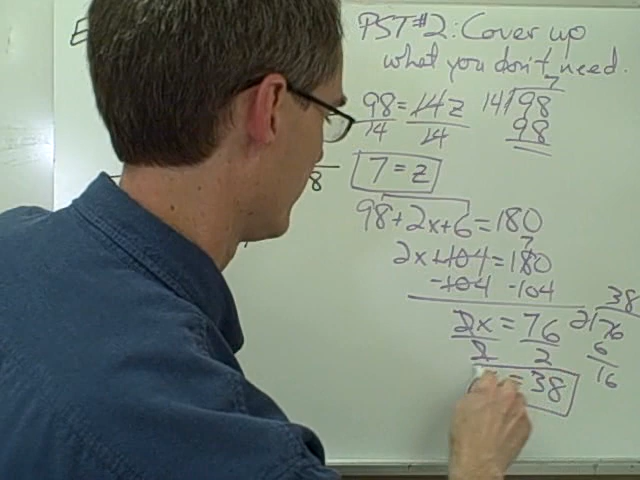 E
PST #2: Cover up
what you don't need.
98 = 14z
14 14
7
14)98
98
8
7 = z
98 + 2x + 6 = 180
7
2x + 104 = 180
-104 -104
2x = 76
2 2
38
2)76
6
16
= 38